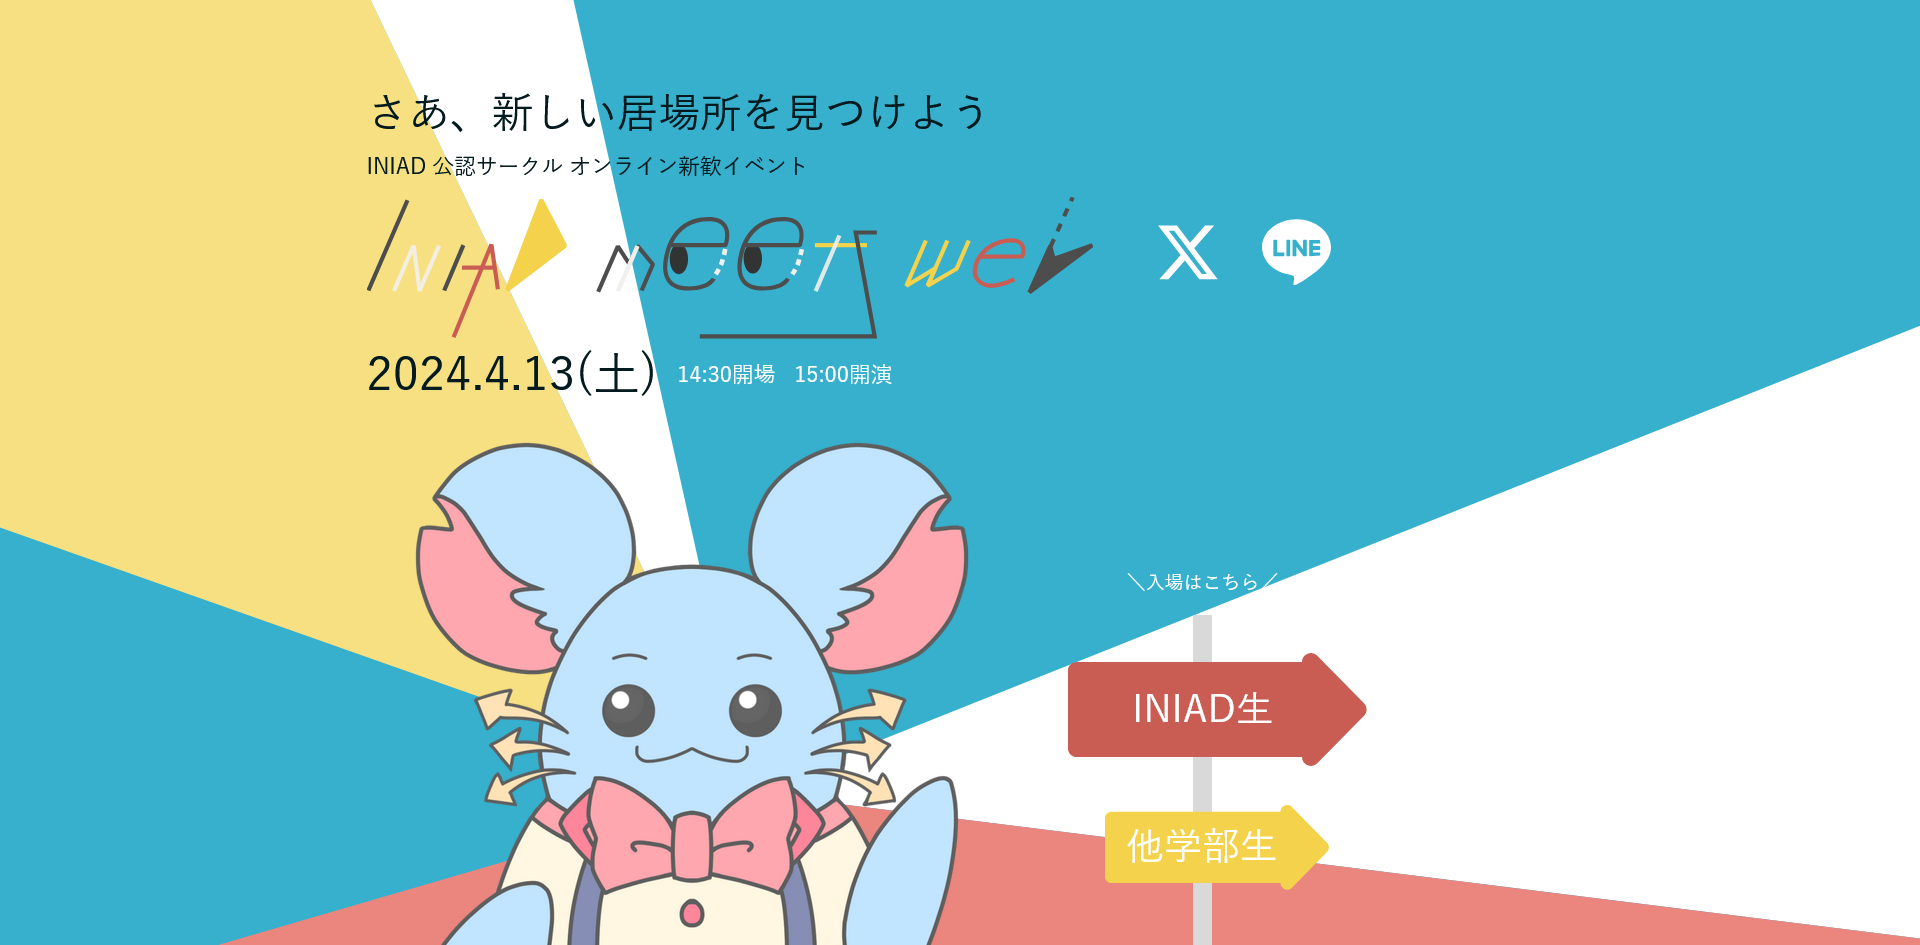 さあ、新しい居場所を見つけよう
INIAD 公認サークル オンライン新歓イベント
INIAD meets web
X LINE
2024.4.13(土) 14:30開場 15:00開演
＼入場はこちら／
INIAD生
他学部生